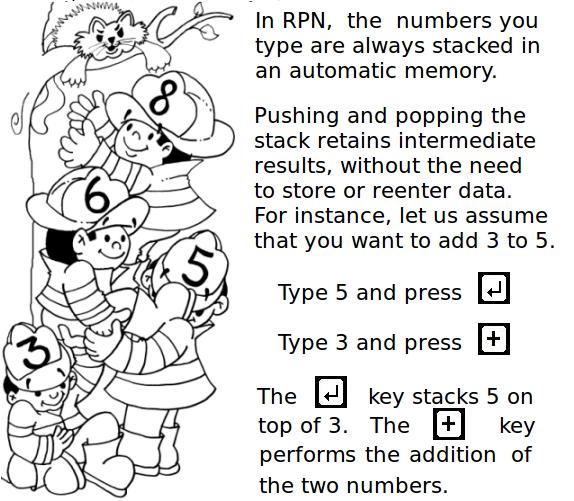 8
6
5
3
In RPN, the numbers you
type are always stacked in
an automatic memory.
Pushing and popping the
stack retains intermediate
results, without the need
to store or reenter data.
For instance, let us assume
that you want to add 3 to 5.
Type 5 and press ↵
Type 3 and press +
The ↵ key stacks 5 on
top of 3. The + key
performs the addition of
the two numbers.